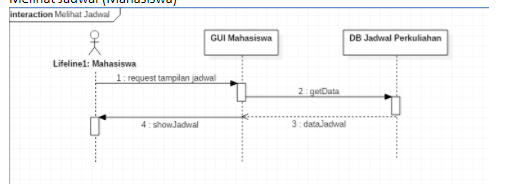 Melihat Jadwal (Mahasiswa)
interaction Melihat Jadwal
GUI Mahasiswa
DB Jadwal Perkuliahan
Lifeline1: Mahasiswa
1 : request tampilan jadwal
2 : getData
3 : dataJadwal
4 : showJadwal